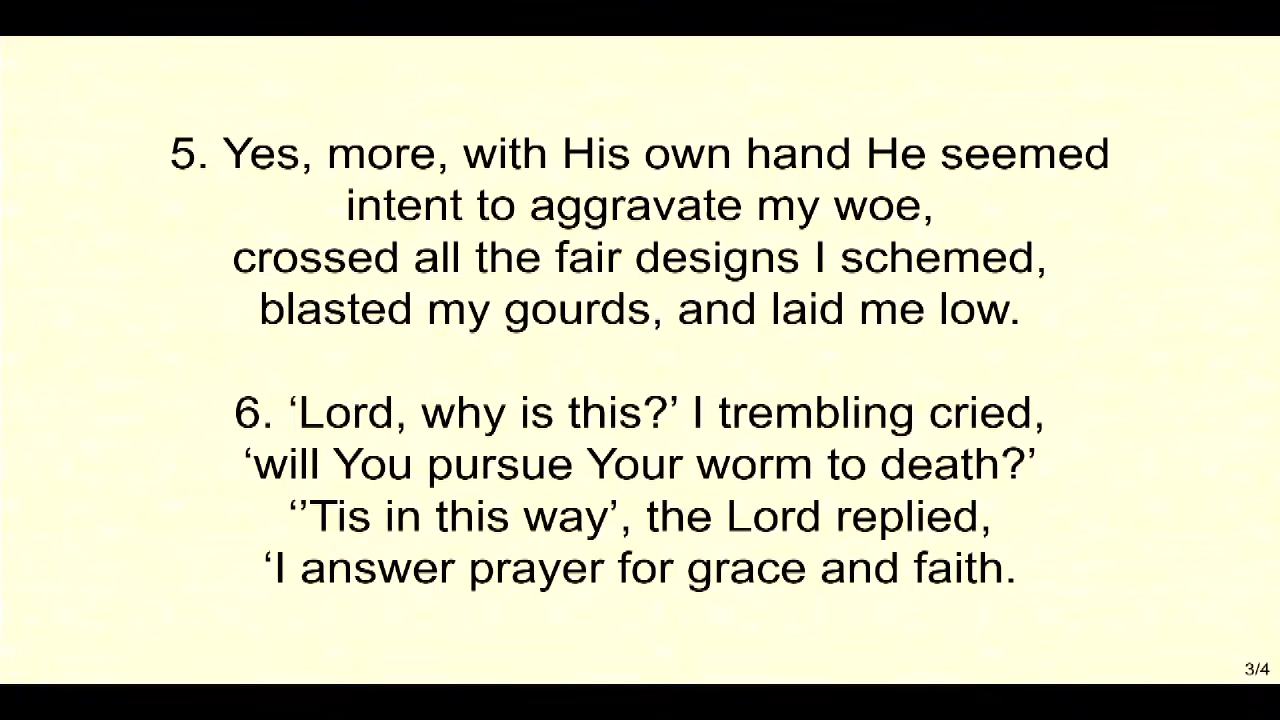 5. Yes, more, with His own hand He seemed
intent to aggravate my woe,
crossed all the fair designs I schemed,
blasted my gourds, and laid me low.
6. ‘Lord, why is this?’ I trembling cried,
‘will You pursue Your worm to death?’
‘’Tis in this way’, the Lord replied,
‘I answer prayer for grace and faith.
3/4